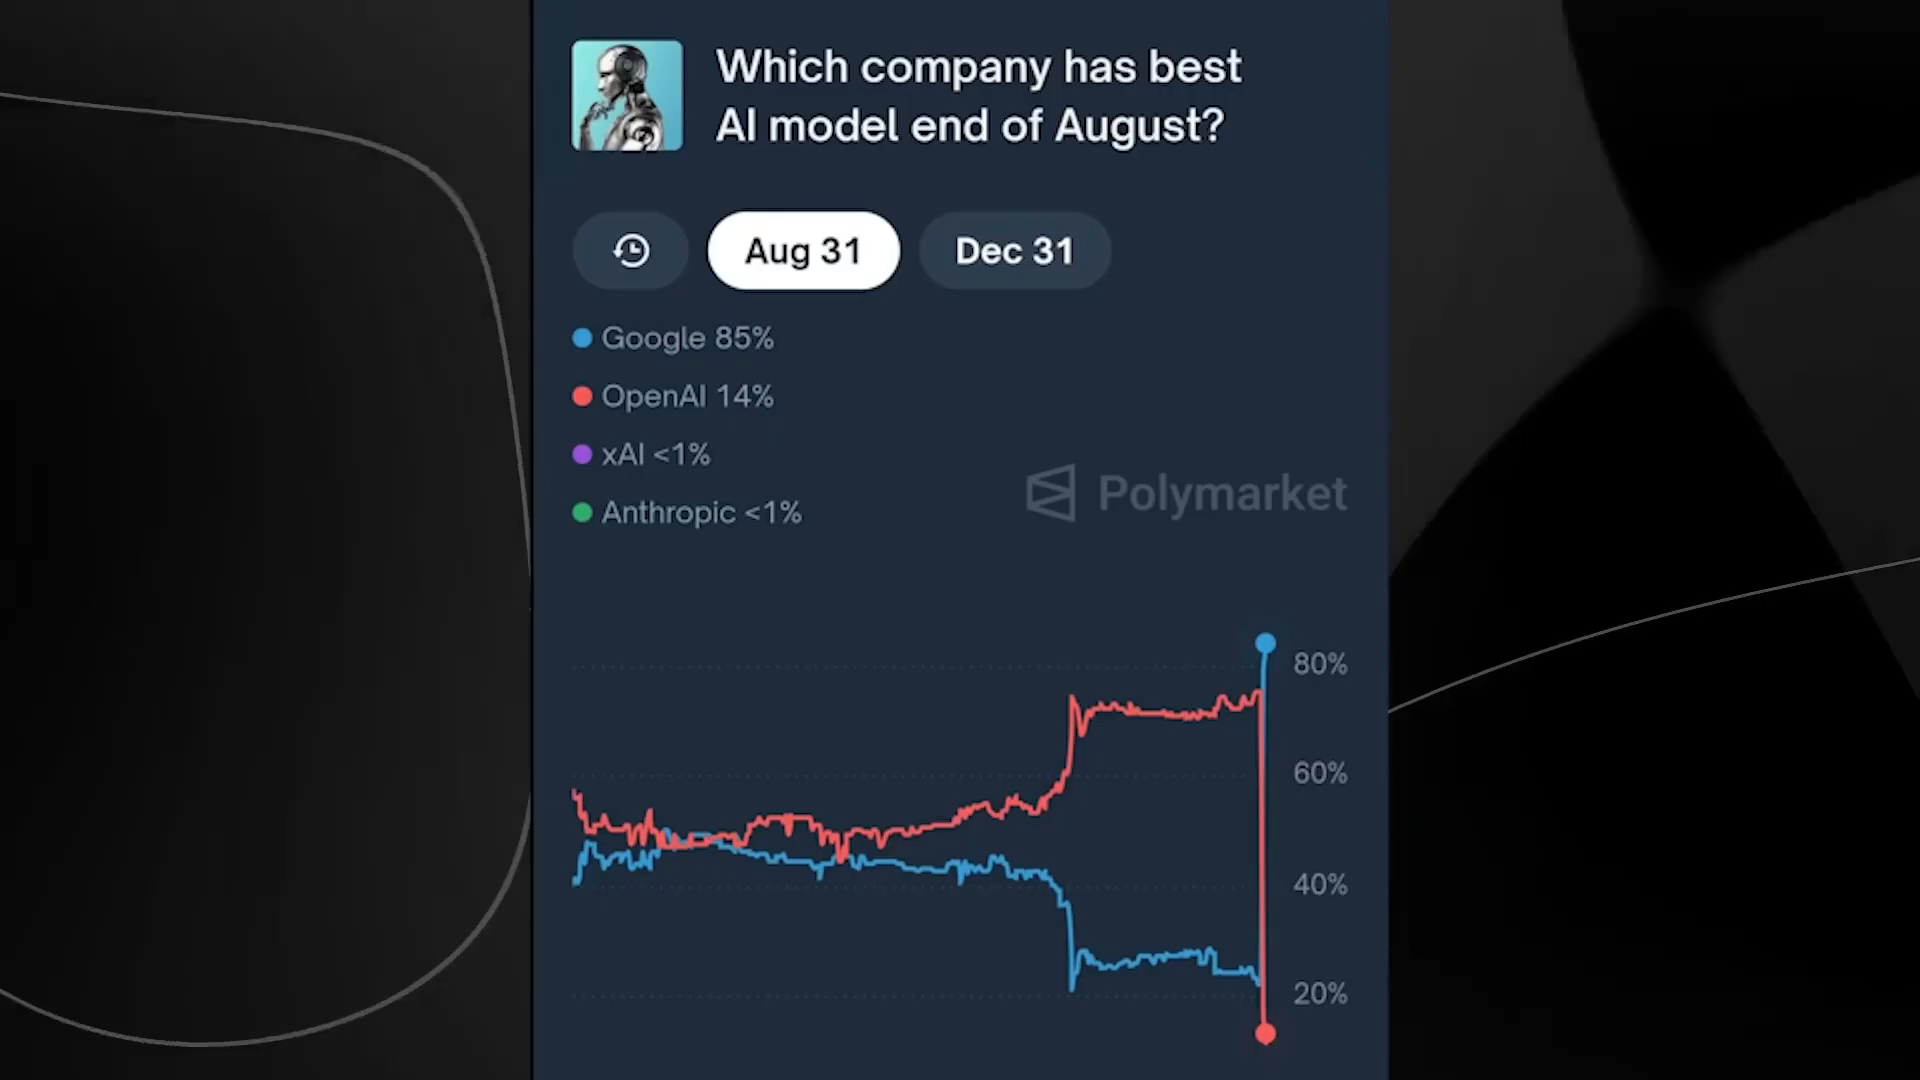 Which company has best
AI model end of August?
Aug 31
Dec 31
Google 85%
OpenAI 14%
xAI <1%
Anthropic <1%
Polymarket
80%
60%
40%
20%